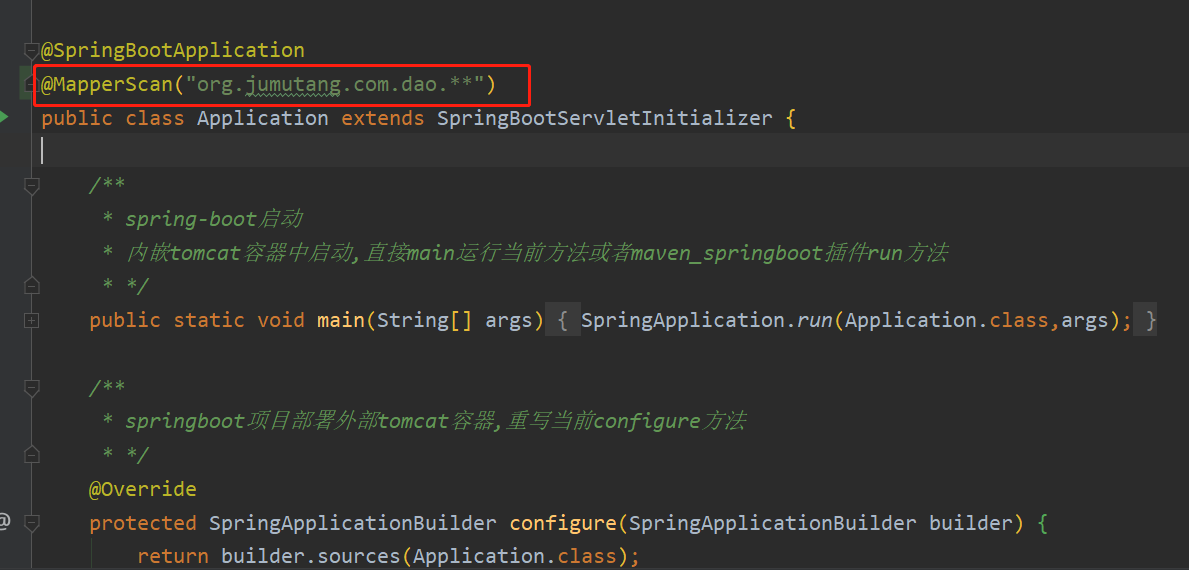 @SpringBootApplication
@MapperScan("org.jumutang.com.dao.**")
public class Application extends SpringBootServletInitializer {
/**
* spring-boot启动
* 内嵌tomcat容器中启动,直接main运行当前方法或者maven_springboot插件run方法
* */
public static void main(String[] args) { SpringApplication.run(Application.class,args); }
/**
* springboot项目部署外部tomcat容器,重写当前configure方法
* */
@Override
protected SpringApplicationBuilder configure(SpringApplicationBuilder builder) {
return builder.sources(Application.class);